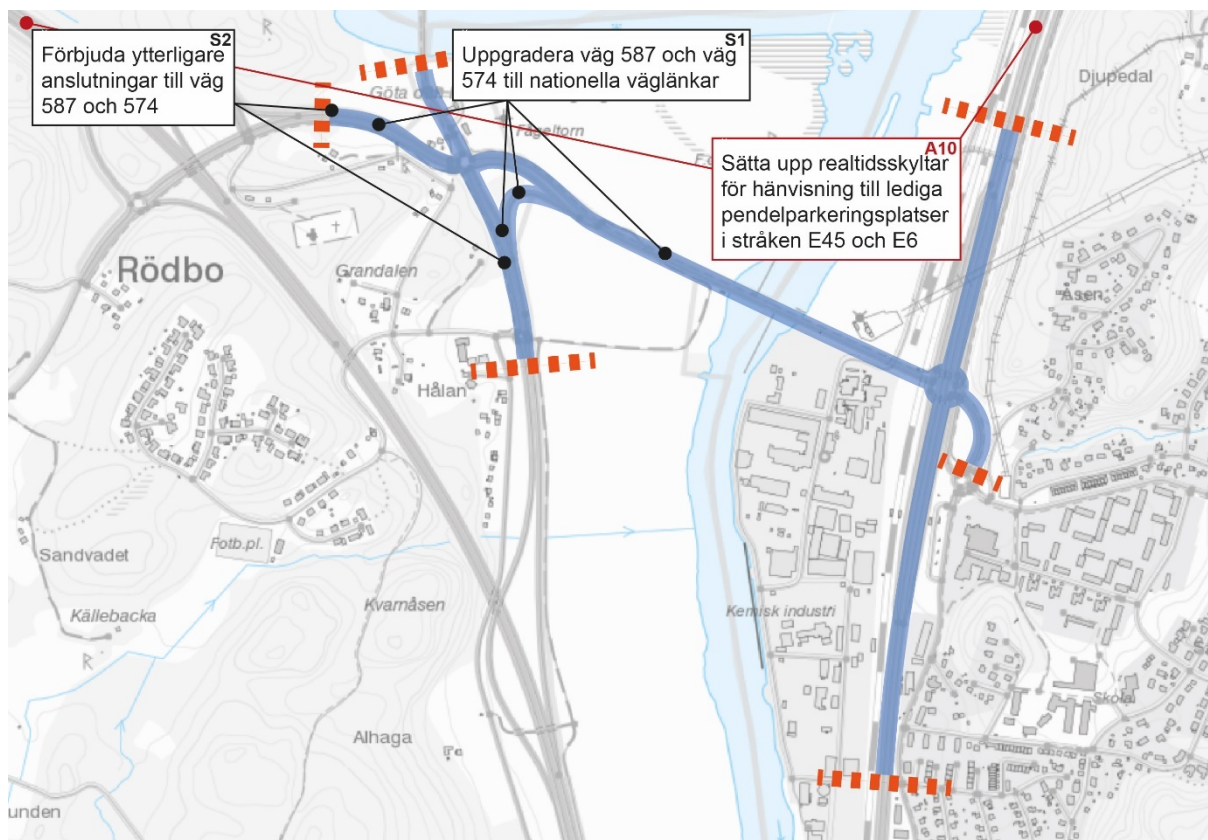 S2
Förbjuda ytterligare
anslutningar till väg
587 och 574
S1
Uppgradera väg 587 och väg
574 till nationella väglänkar
A10
Sätta upp realtidsskyltar
för hänvisning till lediga
pendelparkeringsplatser
i stråken E45 och E6
Djupedal
Göta
Fågeltorn
Rödbo
Grandalen
Åsen
Hålan
Fotb.pl.
Sandvadet
Källebacka
Kvarnåsen
Kemisk industri
Skola
Alhaga
unden